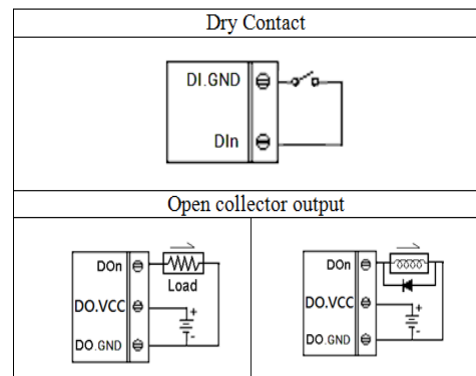 Dry Contact
DI.GND
DIn
Open collector output
DOn
Load
DO.VCC
+
-
DO.GND
DOn
DO.VCC
+
-
DO.GND